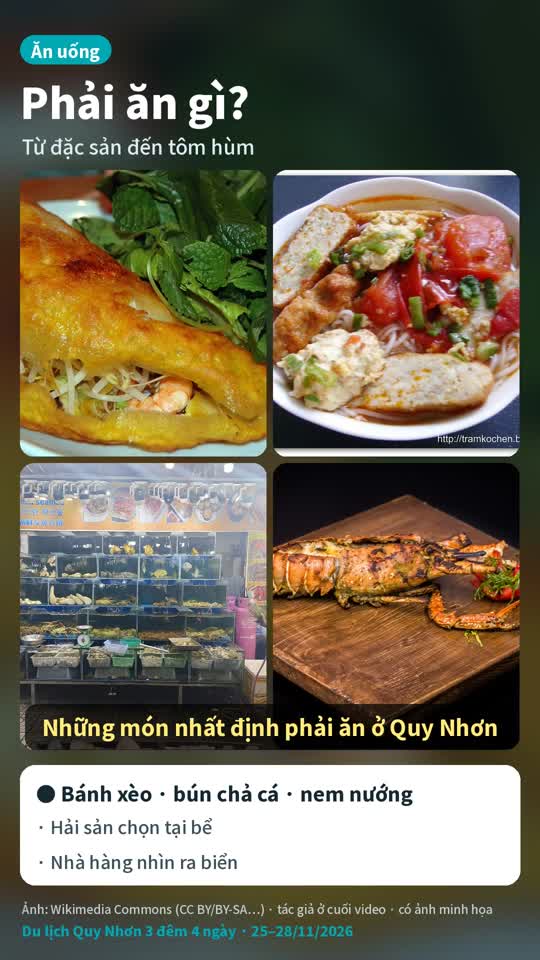 Ăn uống
Phải ăn gì?
Từ đặc sản đến tôm hùm
http://tramkochen.b
Những món nhất định phải ăn ở Quy Nhơn
● Bánh xèo · bún chả cá · nem nướng
· Hải sản chọn tại bể
· Nhà hàng nhìn ra biển
Ảnh: Wikimedia Commons (CC BY/BY-SA...) · tác giả ở cuối video · có ảnh minh họa
Du lịch Quy Nhơn 3 đêm 4 ngày · 25–28/11/2026